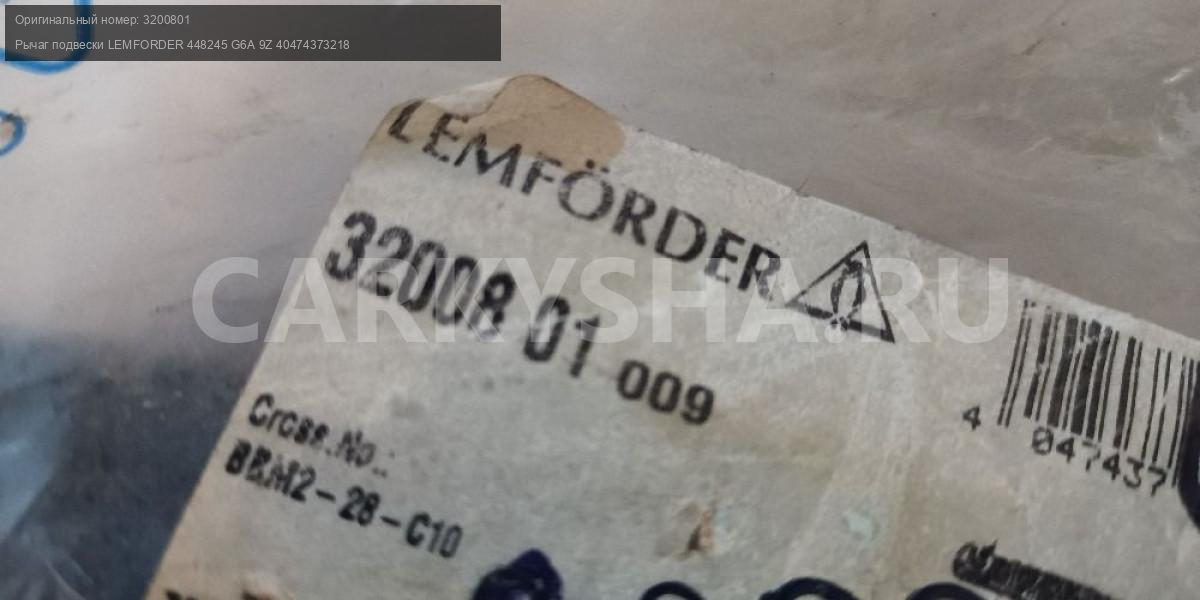 Оригинальный номер: 3200801
Рычаг подвески LEMFORDER 448245 G6A 9Z 40474373218
LEMFÖRDER
32008 01 009
CARKYSHA.RU
4 047437
Cross.No.:
BBM2-28-C10